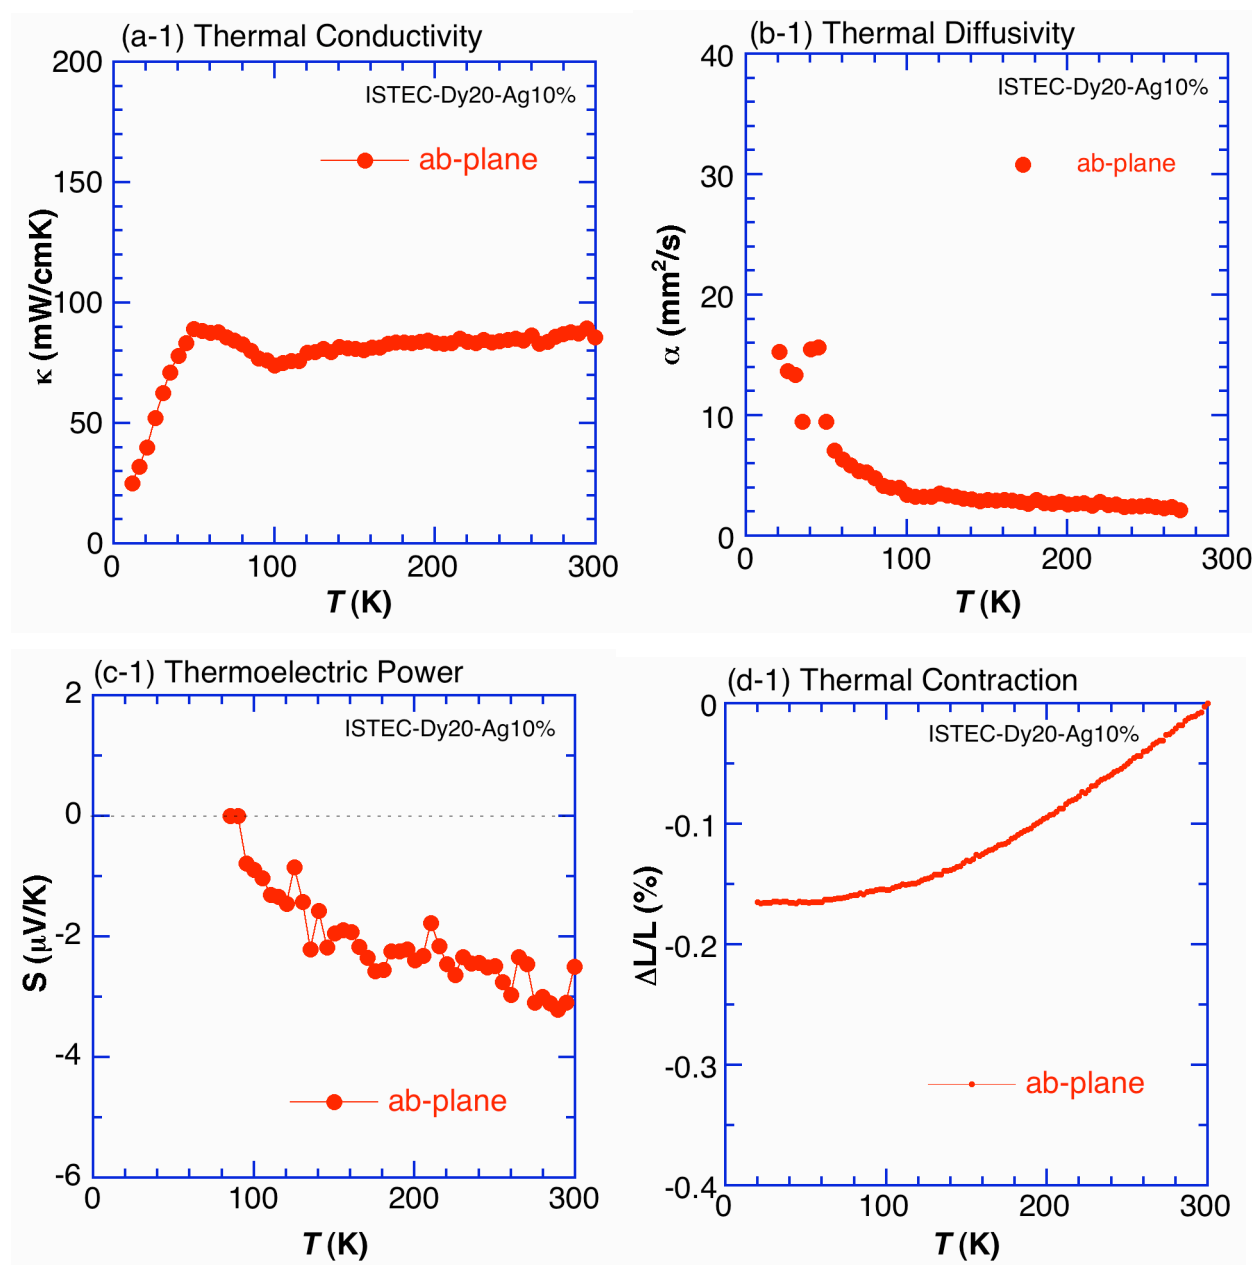 (a-1) Thermal Conductivity
200
150
100
50
0
κ (mW/cmK)
ISTEC-Dy20-Ag10%
ab-plane
0 100 200 300
T (K)
(b-1) Thermal Diffusivity
40
30
20
10
0
α (mm²/s)
ISTEC-Dy20-Ag10%
ab-plane
0 100 200 300
T (K)
(c-1) Thermoelectric Power
2
0
-2
-4
-6
S (μV/K)
ISTEC-Dy20-Ag10%
ab-plane
0 100 200 300
T (K)
(d-1) Thermal Contraction
0
-0.1
-0.2
-0.3
-0.4
ΔL/L (%)
ISTEC-Dy20-Ag10%
ab-plane
0 100 200 300
T (K)